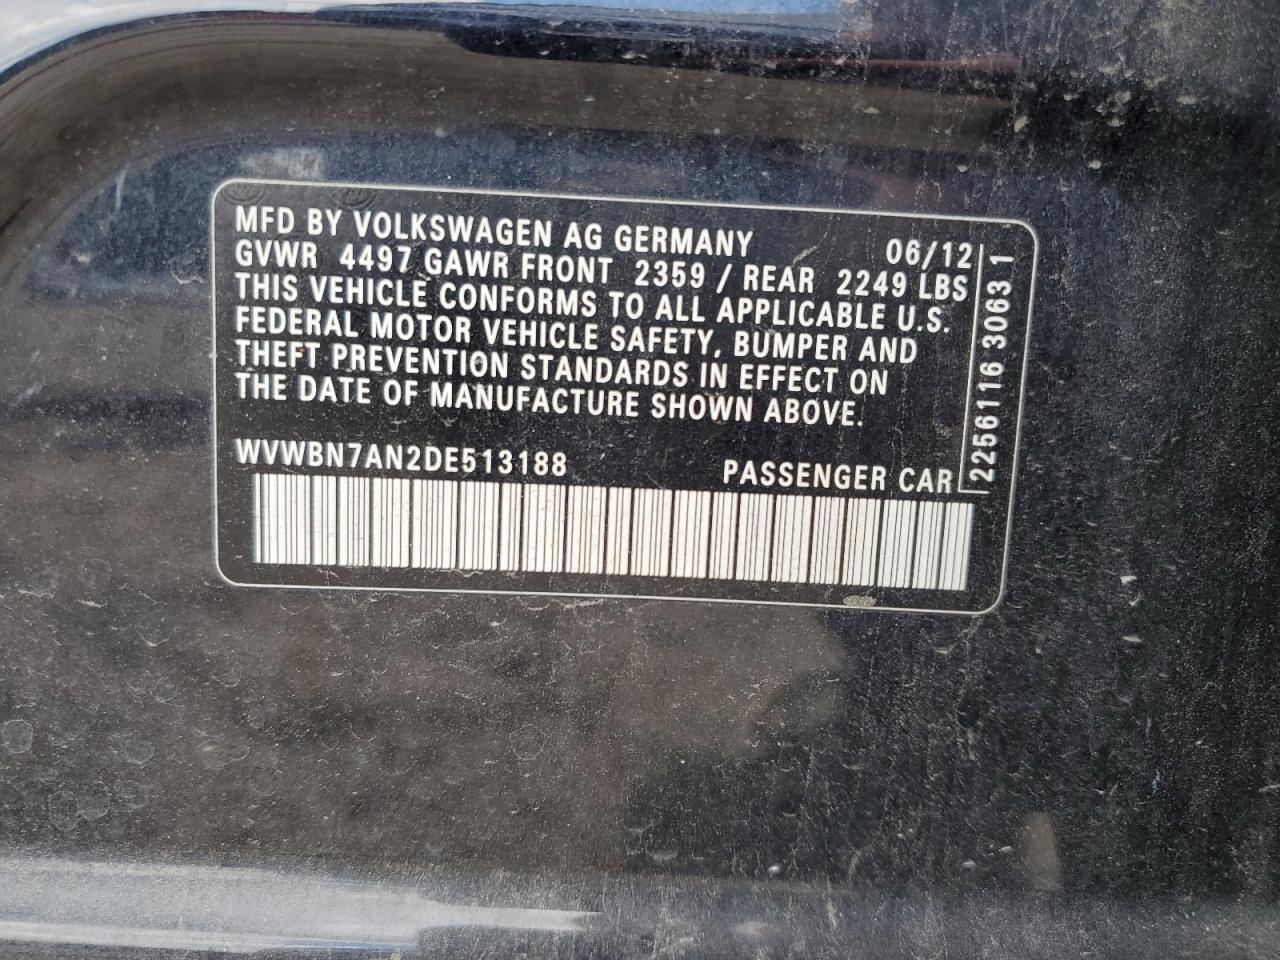 MFD BY VOLKSWAGEN AG GERMANY 06/12
GVWR 4497 GAWR FRONT 2359 / REAR 2249 LBS
THIS VEHICLE CONFORMS TO ALL APPLICABLE U.S.
FEDERAL MOTOR VEHICLE SAFETY, BUMPER AND
THEFT PREVENTION STANDARDS IN EFFECT ON
THE DATE OF MANUFACTURE SHOWN ABOVE.
WVWBN7AN2DE513188 PASSENGER CAR
2256116 3063 1